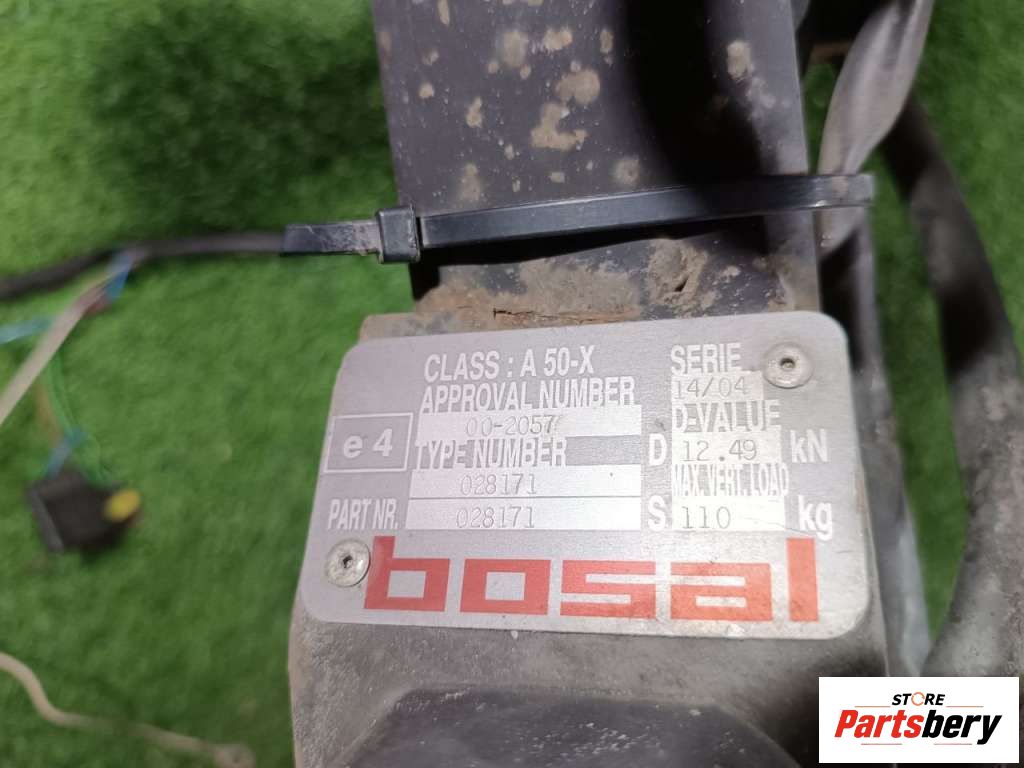 CLASS : A 50-X
APPROVAL NUMBER
00-2057
e4
TYPE NUMBER
028171
PART NR.
028171
SERIE
14/04
D-VALUE
D 12.49 kN
MAX. VERT. LOAD
S 110 kg
bosal
STORE
Partsbery